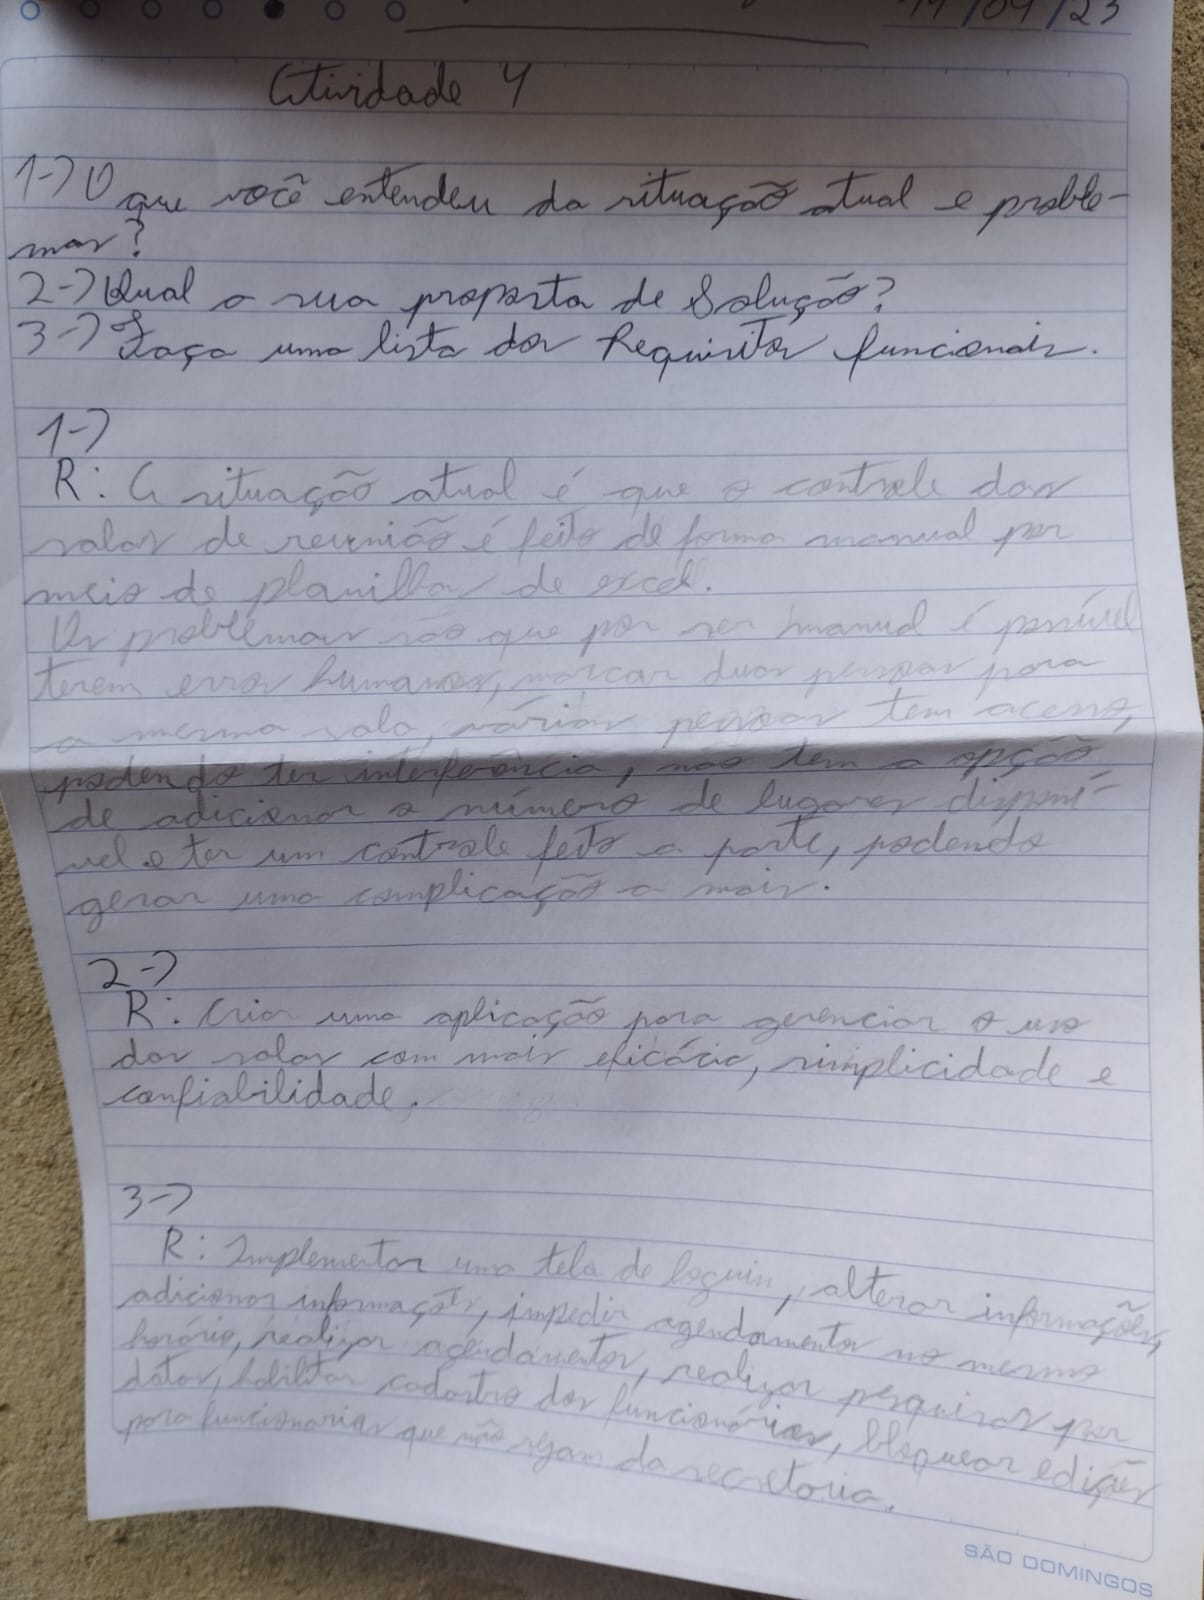 11/04/23
Atividade 4
1-> O que você entendeu da situação atual e proble-
mas?
2-> Qual a sua proposta de Solução?
3-> Faça uma lista dos Requisitos funcionais.
1->
R: A situação atual é que o controle das
salas de reunião é feito de forma manual por
meio de planilhas de excel.
Os problemas são que por ser manual é possível
terem erros humanos, marcar duas pessoas para
a mesma sala, várias pessoas tem acesso,
podendo ter interferência, não tem a opção
de adicionar o número de lugares disponí-
vel e ter um controle feito a parte, podendo
gerar uma complicação a mais.
2->
R: Criar uma aplicação para gerenciar o uso
das salas com mais eficácia, simplicidade e
confiabilidade.
3->
R: Implementar uma tela de loguin, alterar informações,
adicionar informações, impedir agendamentos no mesmo
horário, realizar agendamentos, realizar pesquisas por
datas, habilitar cadastro dos funcionários, bloquear edições
para funcionarios que não sejam da secretaria.
SÃO DOMINGOS